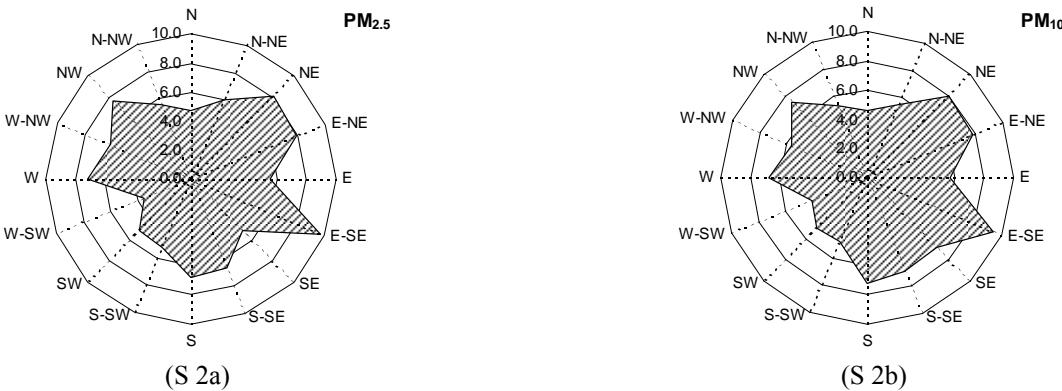 PM2.5
N
N-NE
NE
E-NE
E
E-SE
SE
S-SE
S
S-SW
SW
W-SW
W
W-NW
NW
N-NW
10.0
8.0
6.0
4.0
2.0
0.0
(S 2a)
PM10
N
N-NE
NE
E-NE
E
E-SE
SE
S-SE
S
S-SW
SW
W-SW
W
W-NW
NW
N-NW
10.0
8.0
6.0
4.0
2.0
0.0
(S 2b)